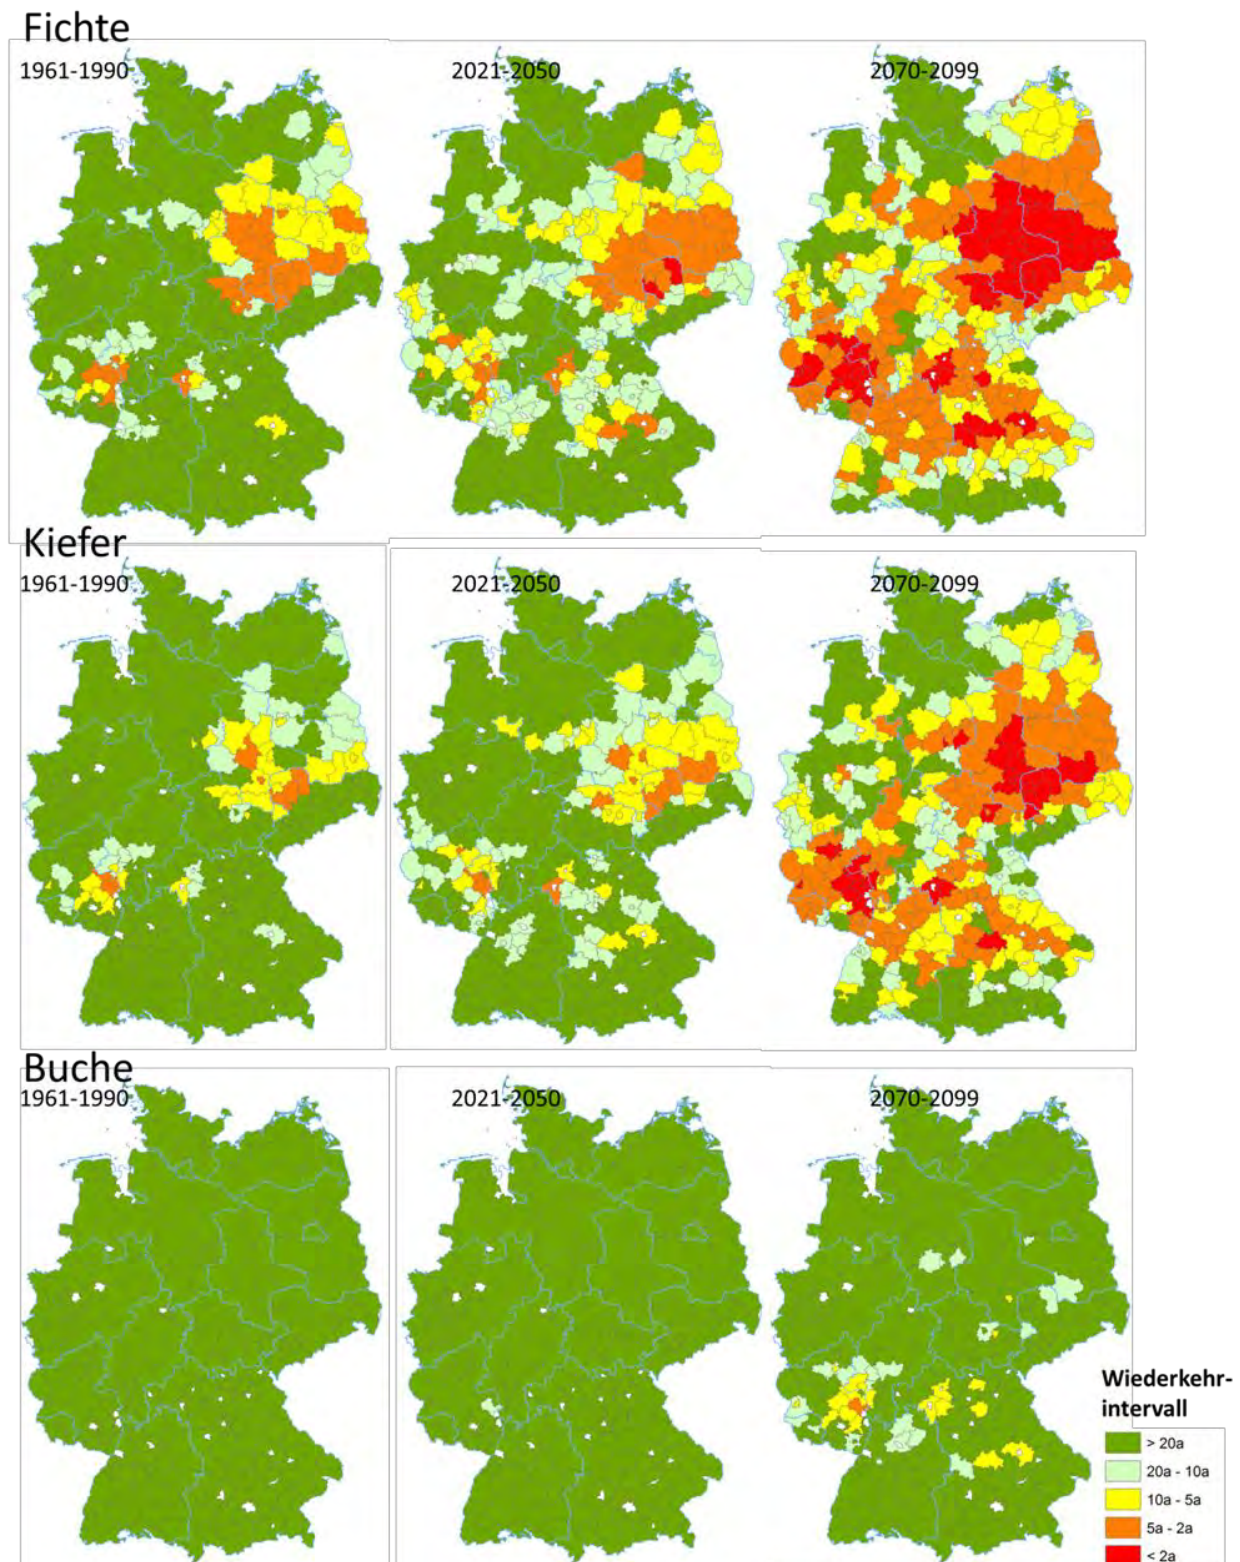 Fichte
1961-1990
2021-2050
2070-2099
Kiefer
1961-1990
2021-2050
2070-2099
Buche
1961-1990
2021-2050
2070-2099
Wiederkehr-
intervall
> 20a
20a - 10a
10a - 5a
5a - 2a
< 2a